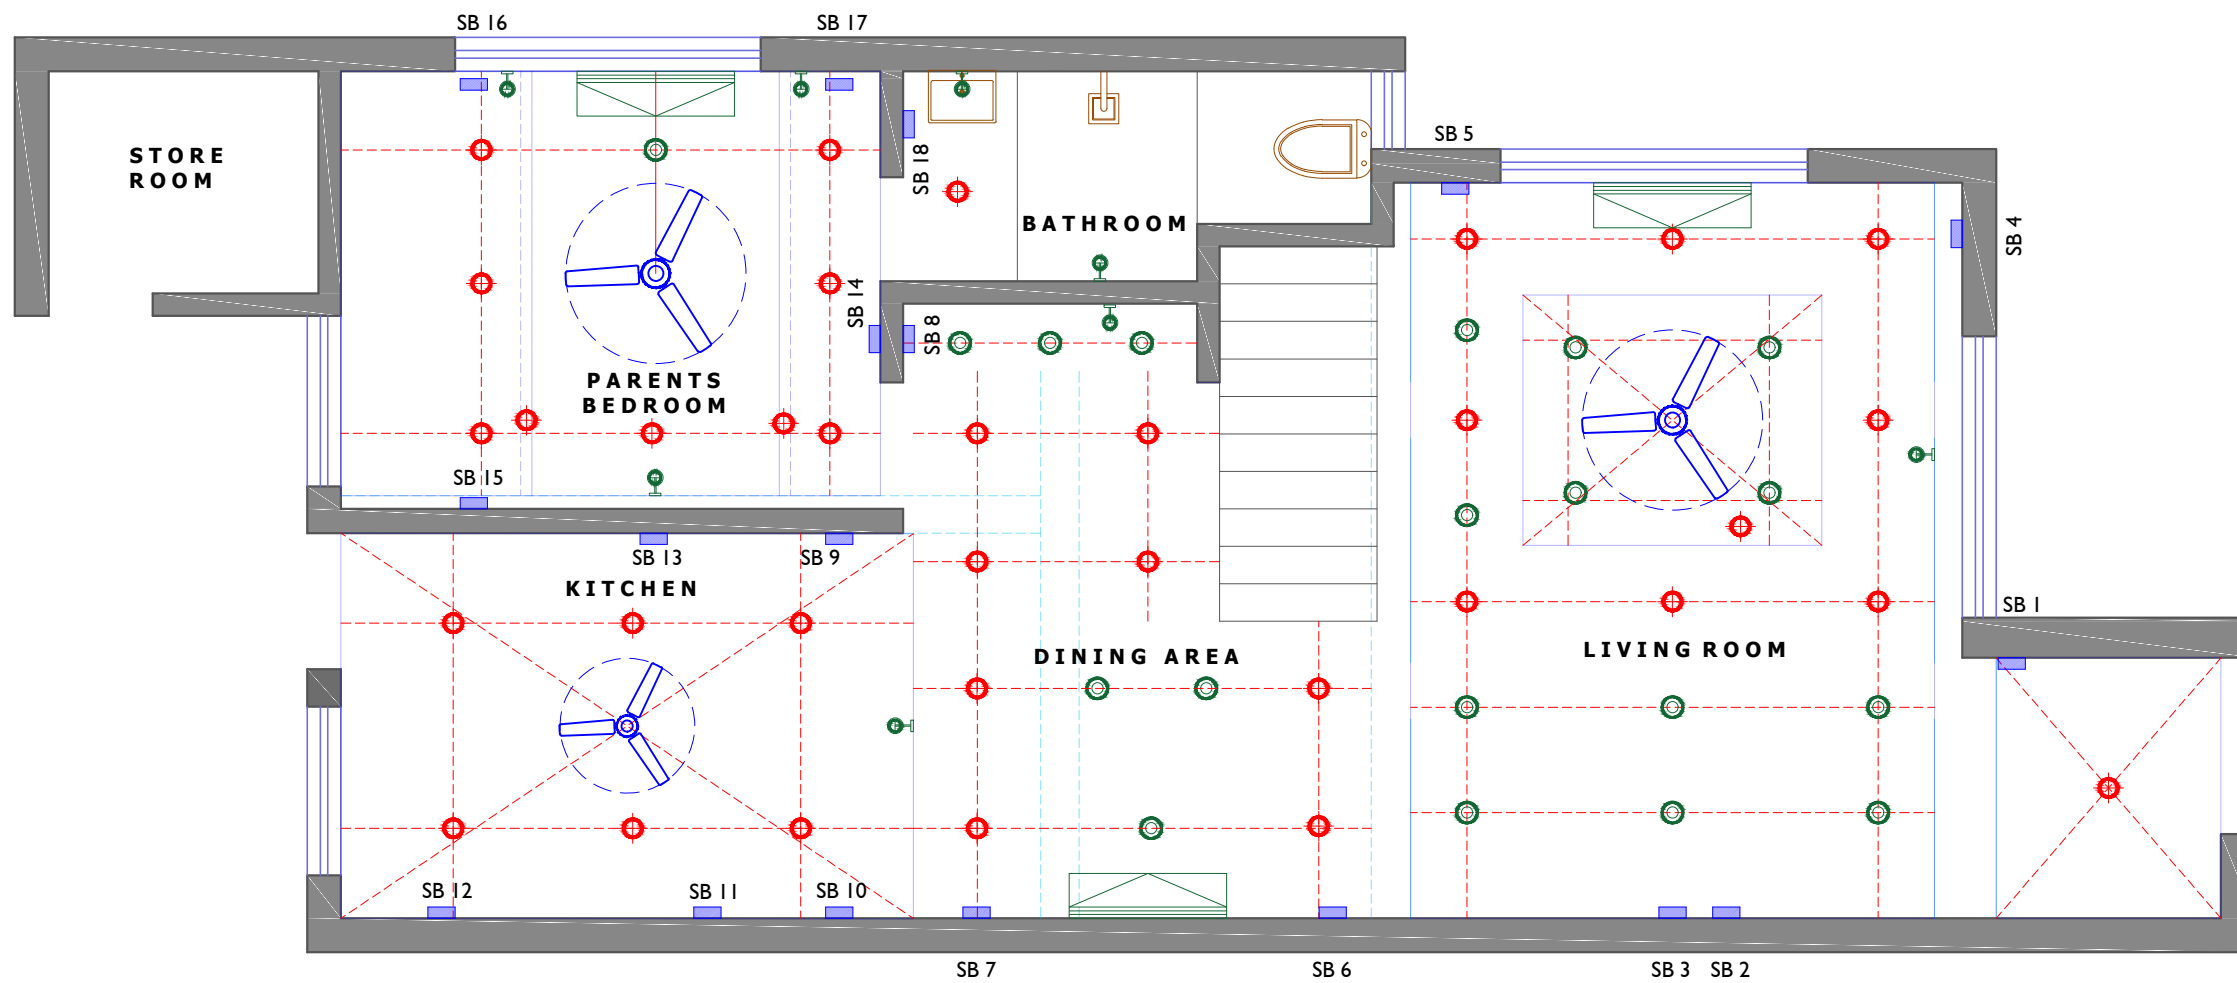 SB 16
SB 17
STORE
ROOM
SB 5
SB 18
BATHROOM
SB 4
SB 14
SB 8
PARENTS
BEDROOM
SB 15
SB 13
SB 9
KITCHEN
SB 1
DINING AREA
LIVING ROOM
SB 12
SB 11
SB 10
SB 7
SB 6
SB 3
SB 2